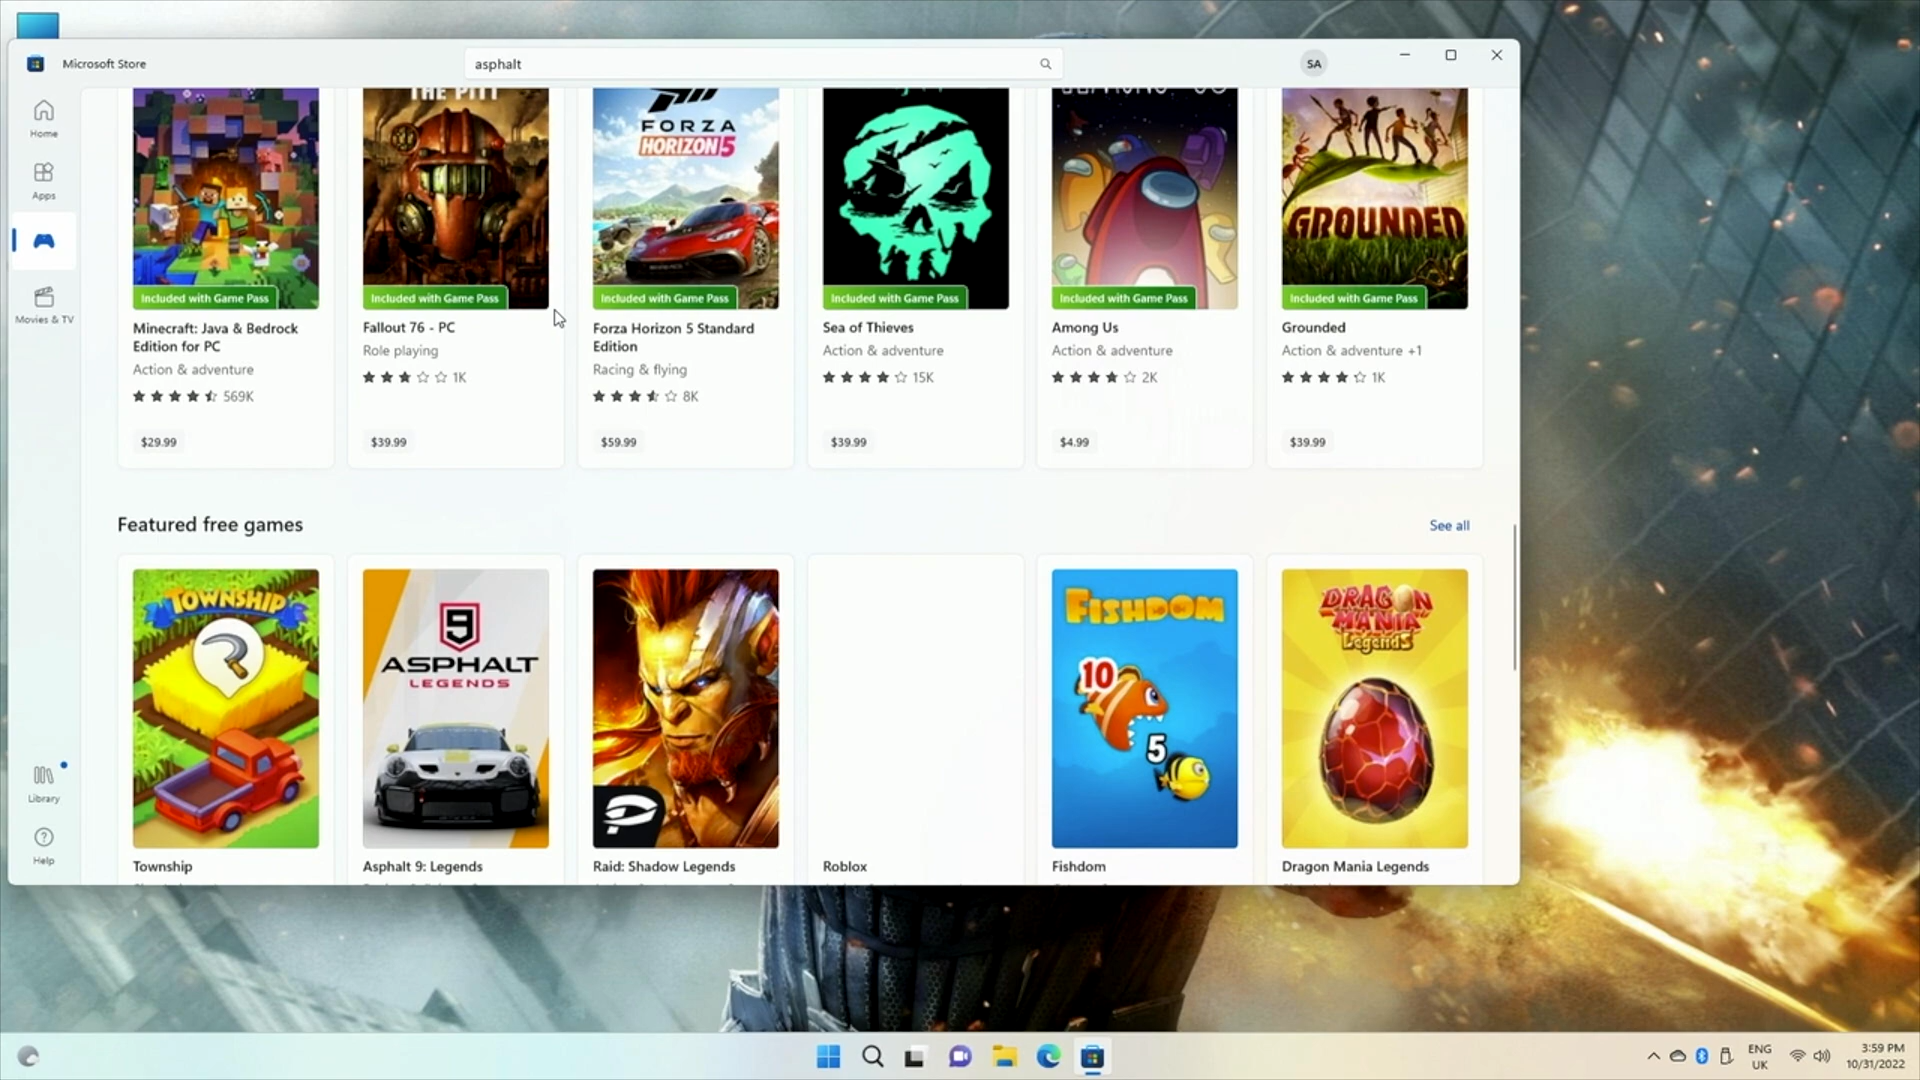 Microsoft Store
asphalt
SA
Home
Apps
Movies & TV
Library
Help
THE PITT
FORZA
HORIZON 5
GROUNDED
Included with Game Pass
Included with Game Pass
Included with Game Pass
Included with Game Pass
Included with Game Pass
Included with Game Pass
Minecraft: Java & Bedrock
Edition for PC
Action & adventure
569K
$29.99
Fallout 76 - PC
Role playing
1K
$39.99
Forza Horizon 5 Standard
Edition
Racing & flying
8K
$59.99
Sea of Thieves
Action & adventure
15K
$39.99
Among Us
Action & adventure
2K
$4.99
Grounded
Action & adventure +1
1K
$39.99
Featured free games
See all
TOWNSHIP
9
ASPHALT
LEGENDS
FISHDOM
10
5
DRAGON
MANIA
Legends
Township
Asphalt 9: Legends
Raid: Shadow Legends
Roblox
Fishdom
Dragon Mania Legends
ENG
UK
3:59 PM
10/31/2022